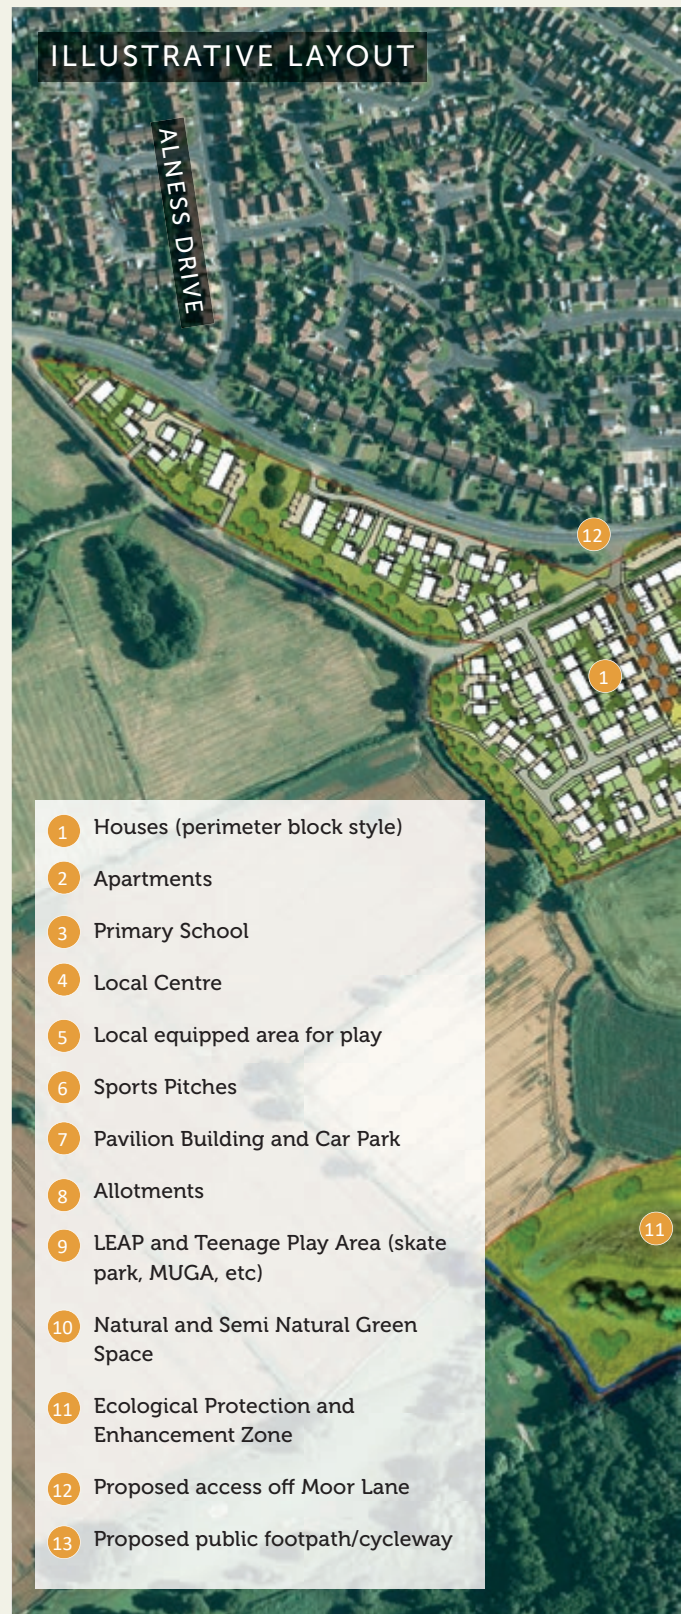 ILLUSTRATIVE LAYOUT
ALNESS DRIVE
12
1
11
1 Houses (perimeter block style)
2 Apartments
3 Primary School
4 Local Centre
5 Local equipped area for play
6 Sports Pitches
7 Pavilion Building and Car Park
8 Allotments
9 LEAP and Teenage Play Area (skate
park, MUGA, etc)
10 Natural and Semi Natural Green
Space
11 Ecological Protection and
Enhancement Zone
12 Proposed access off Moor Lane
13 Proposed public footpath/cycleway